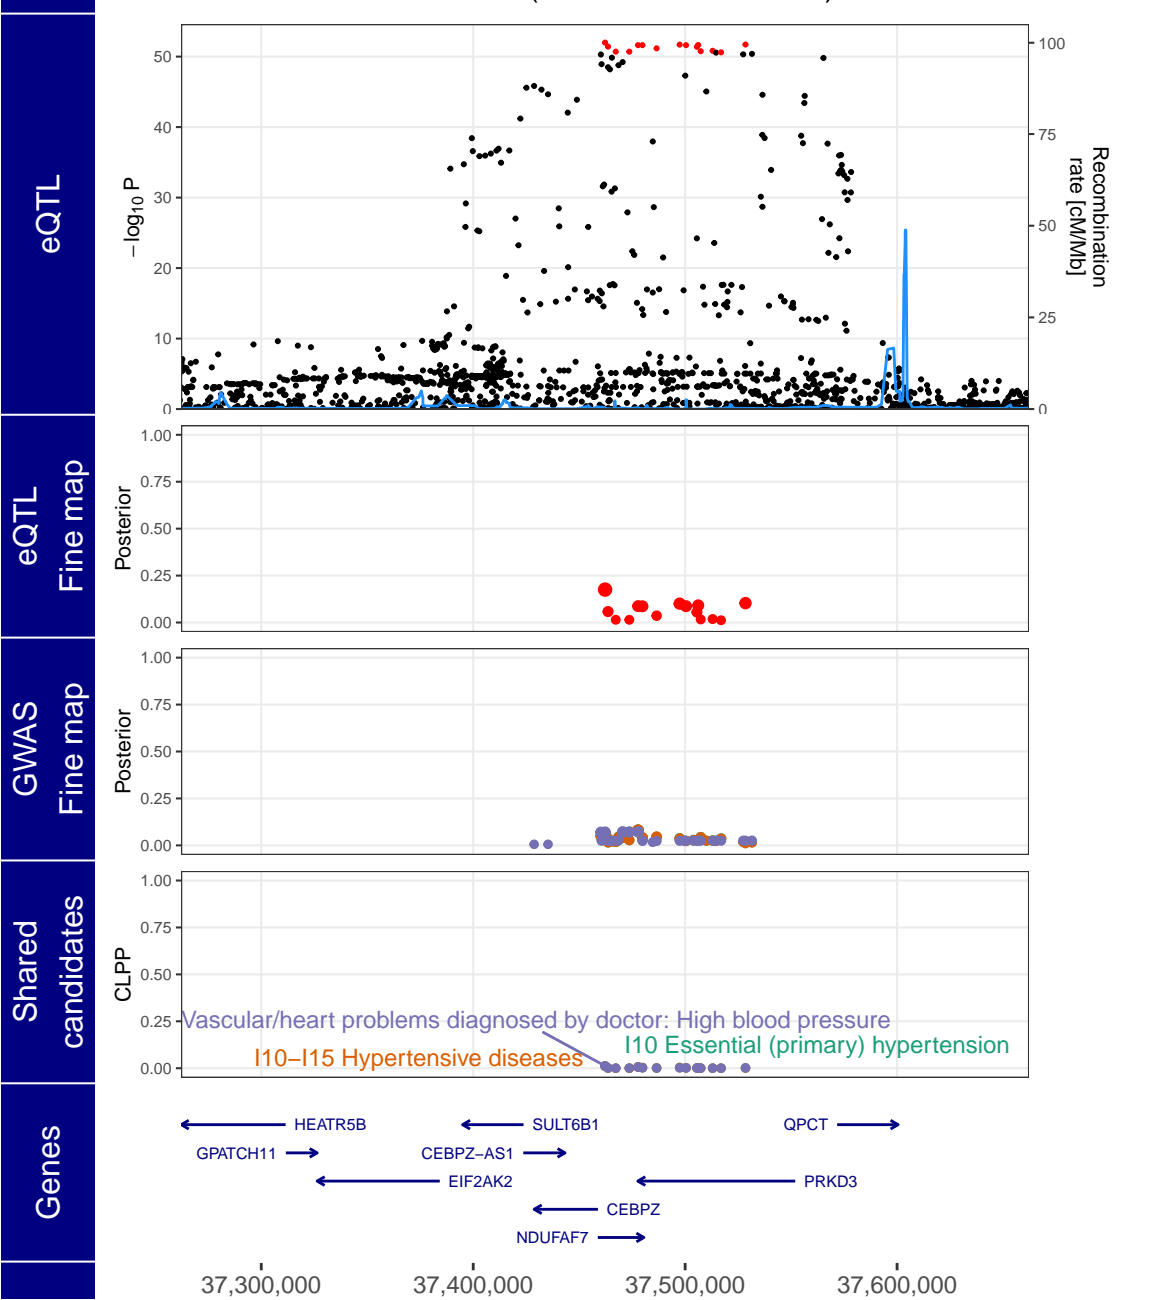 eQTL
−log10 P
50
40
30
20
10
0
100
75
50
25
0
Recombination
rate [cM/Mb]
eQTL
Fine map
Posterior
1.00
0.75
0.50
0.25
0.00
GWAS
Fine map
Posterior
1.00
0.75
0.50
0.25
0.00
Shared
candidates
CLPP
1.00
0.75
0.50
0.25
0.00
Vascular/heart problems diagnosed by doctor: High blood pressure
I10 Essential (primary) hypertension
I10−I15 Hypertensive diseases
Genes
HEATR5B
SULT6B1
QPCT
GPATCH11
CEBPZ−AS1
EIF2AK2
PRKD3
CEBPZ
NDUFAF7
37,300,000
37,400,000
37,500,000
37,600,000